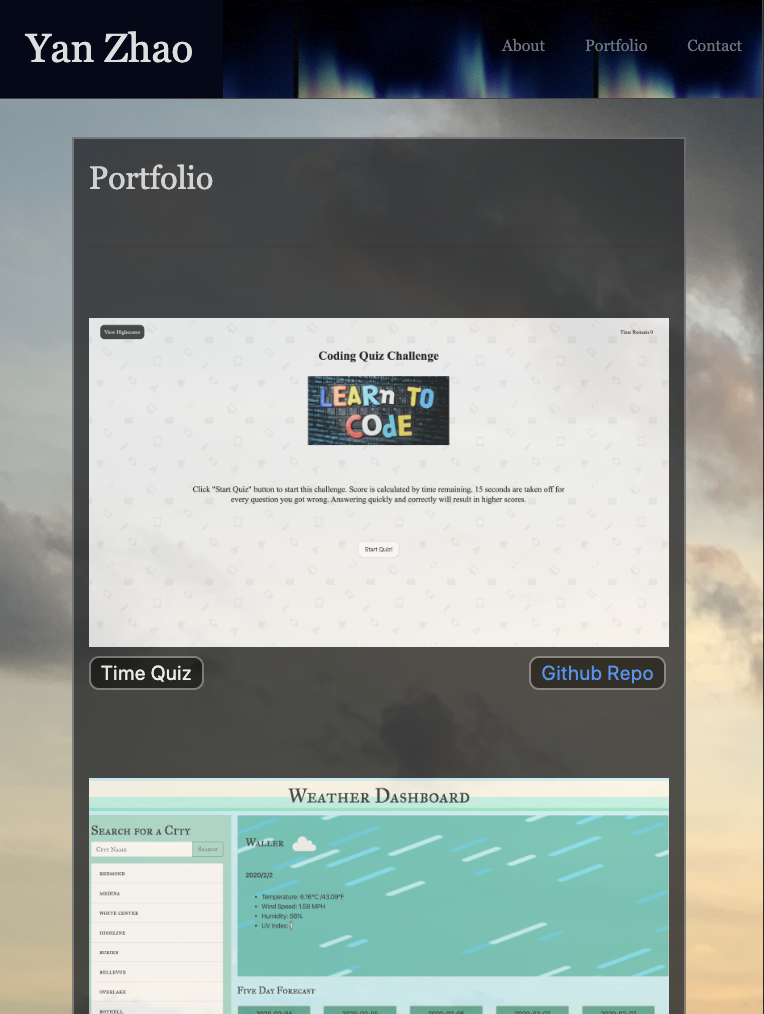 Yan Zhao
About
Portfolio
Contact
Portfolio
View Highscores
Time Remain 0
Coding Quiz Challenge
LEARn TO
COdE
Click "Start Quiz" button to start this challenge. Score is calculated by time remaining. 15 seconds are taken off for
every question you got wrong. Answering quickly and correctly will result in higher scores.
Start Quiz!
Time Quiz
Github Repo
Weather Dashboard
Search for a City
City Name
Search
Redmond
Medina
White Center
Highline
Burien
Bellevue
Overlake
Bothell
Waller
2020/2/2
Temperature: 6.16°C /43.09°F
Wind Speed: 1.58 MPH
Humidity: 56%
UV Index:
Five Day Forecast